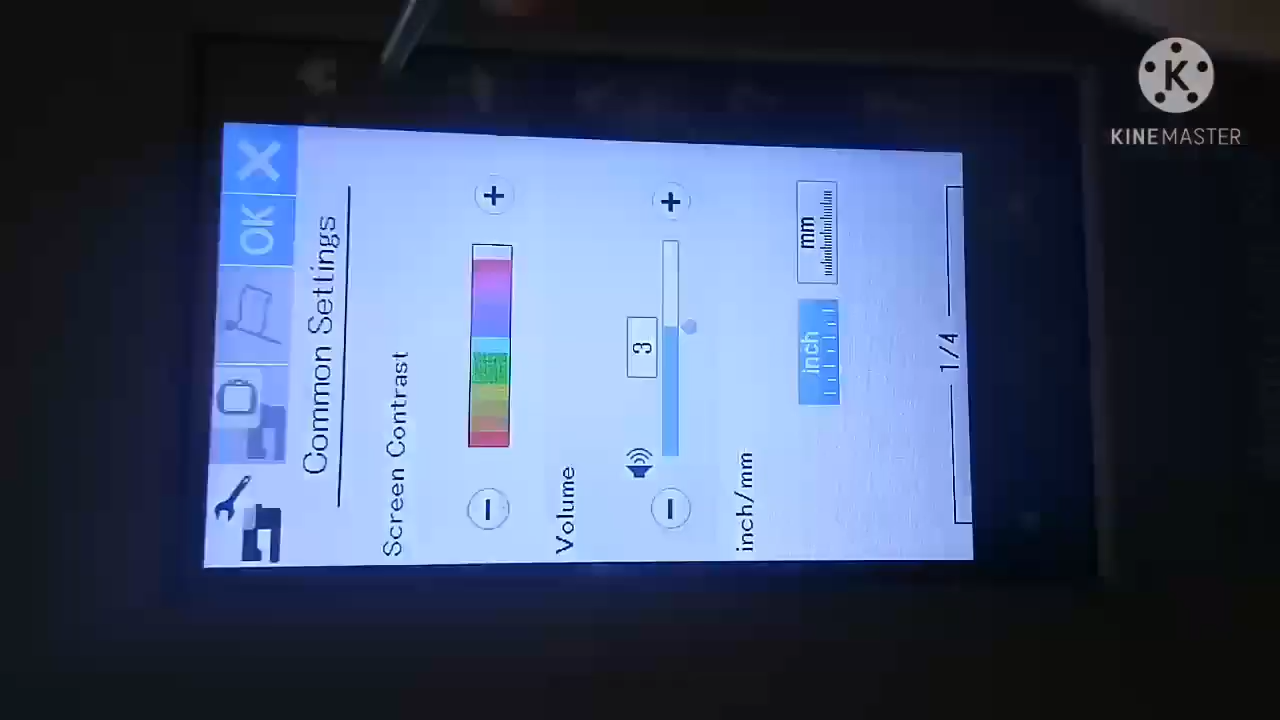 X
OK
Common Settings
Screen Contrast
- +
Volume
3
- +
inch/mm
inch mm
1/4
K
KINEMASTER